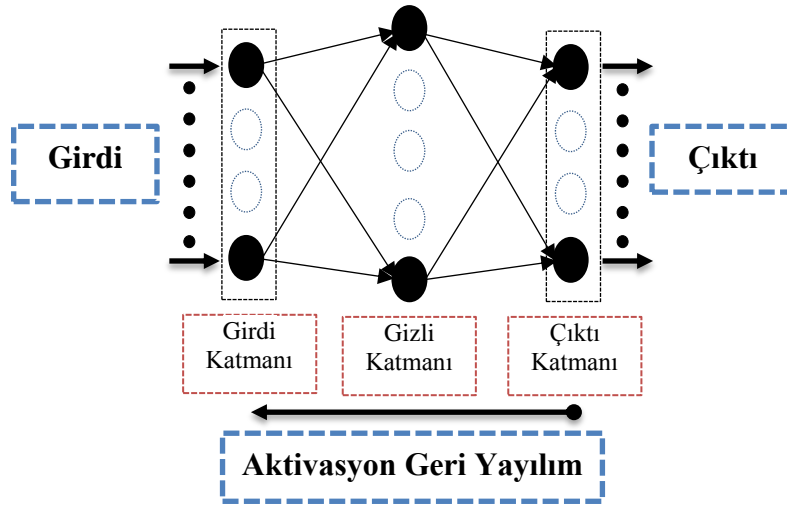 Girdi
Çıktı
Girdi
Katmanı
Gizli
Katmanı
Çıktı
Katmanı
Aktivasyon Geri Yayılım